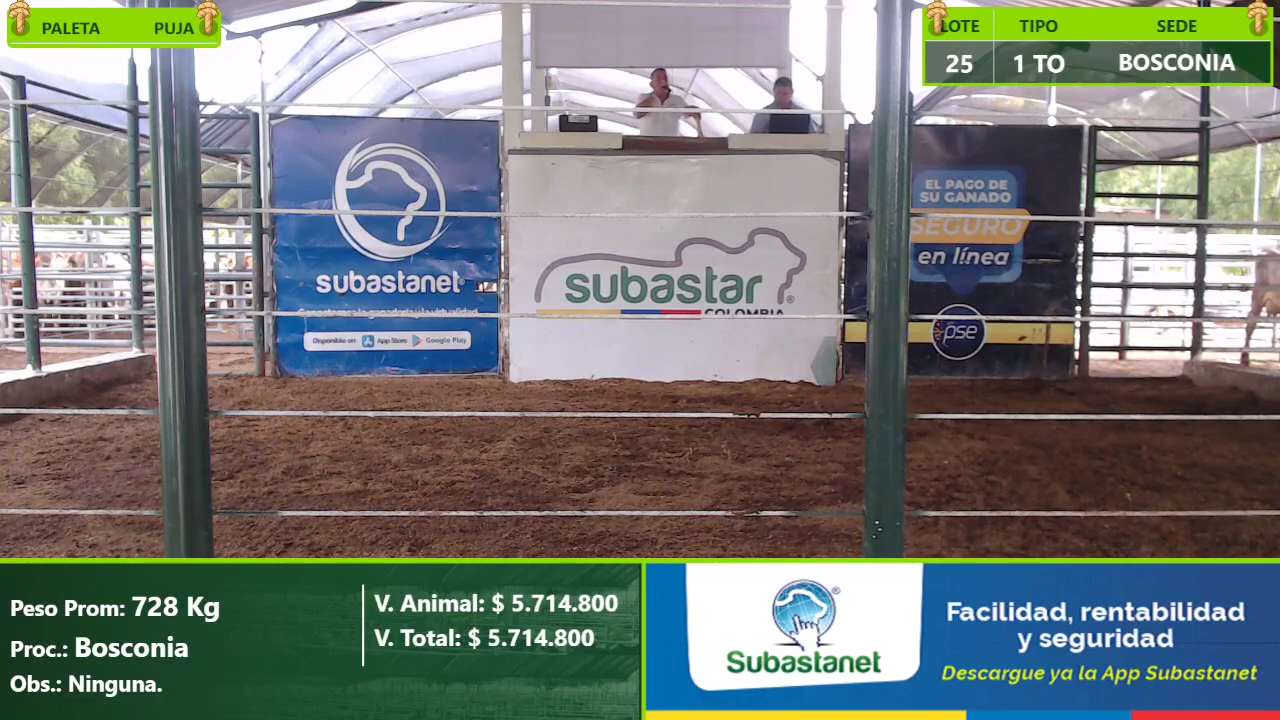 PALETA PUJA
LOTE TIPO SEDE
25 1 TO BOSCONIA
subastanet®
Disponible en: App Store Google Play
subastar®
COLOMBIA
EL PAGO DE
SU GANADO
SEGURO
en línea
pse
Peso Prom: 728 Kg
Proc.: Bosconia
Obs.: Ninguna.
V. Animal: $ 5.714.800
V. Total: $ 5.714.800
Subastanet
Facilidad, rentabilidad
y seguridad
Descargue ya la App Subastanet